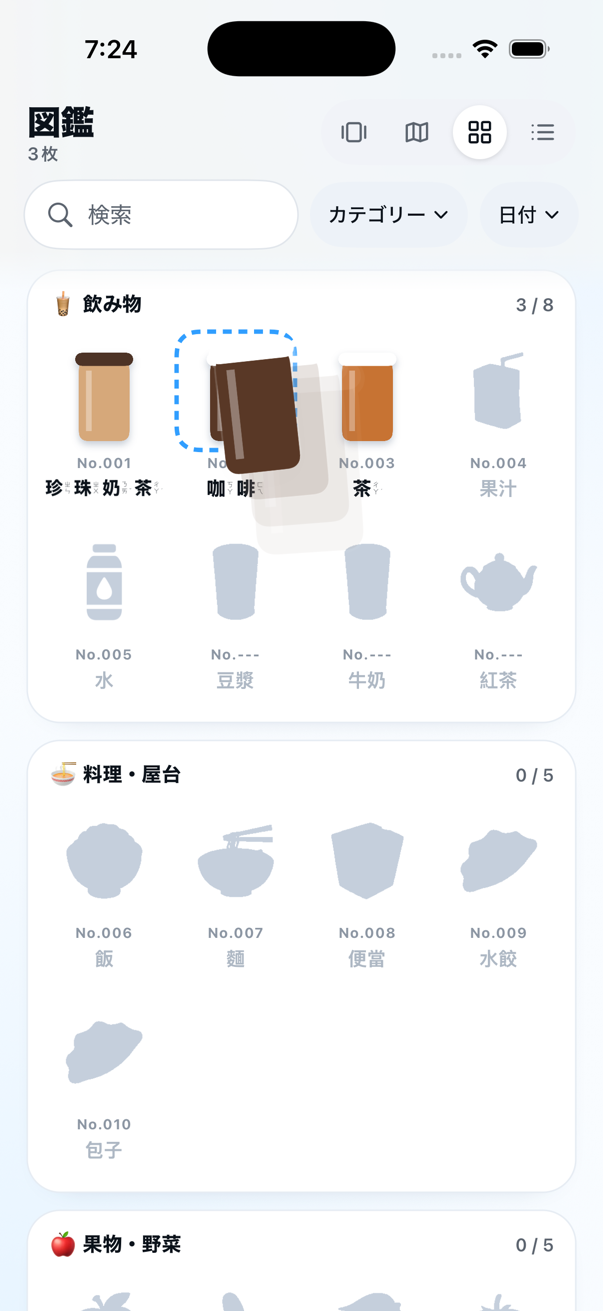 7:24
図鑑
3枚
検索
カテゴリー
日付
飲み物
3 / 8
No.001
No.003
No.004
珍珠奶茶
咖啡
茶
果汁
No.005
No.---
No.---
No.---
水
豆漿
牛奶
紅茶
料理・屋台
0 / 5
No.006
No.007
No.008
No.009
飯
麵
便當
水餃
No.010
包子
果物・野菜
0 / 5